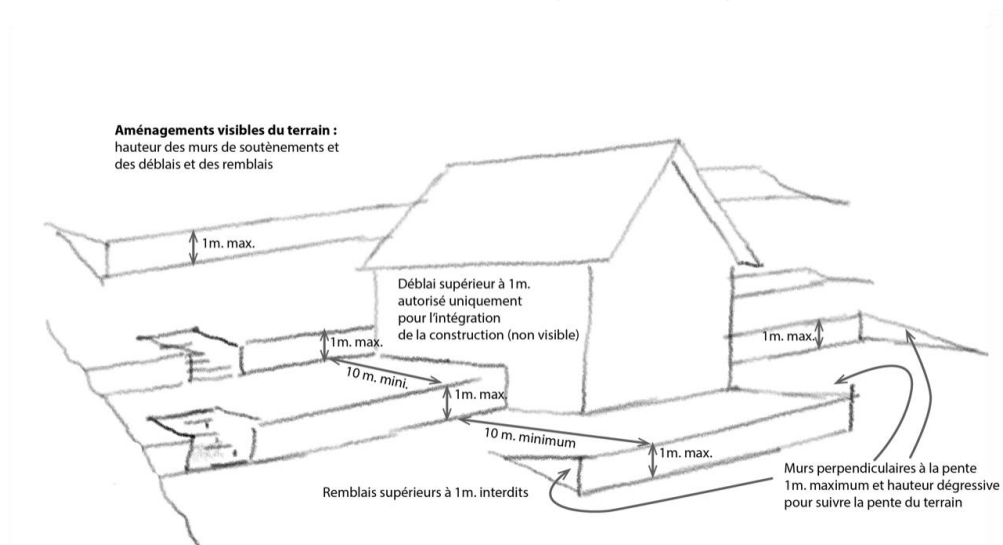 Aménagements visibles du terrain :
hauteur des murs de soutènements et
des déblais et des remblais
1m. max.
Déblai supérieur à 1m.
autorisé uniquement
pour l'intégration
de la construction (non visible)
1m. max.
1m. max.
10 m. mini.
1m. max
10 m. minimum
1m. max.
Remblais supérieurs à 1m. interdits
Murs perpendiculaires à la pente
1m. maximum et hauteur dégressive
pour suivre la pente du terrain